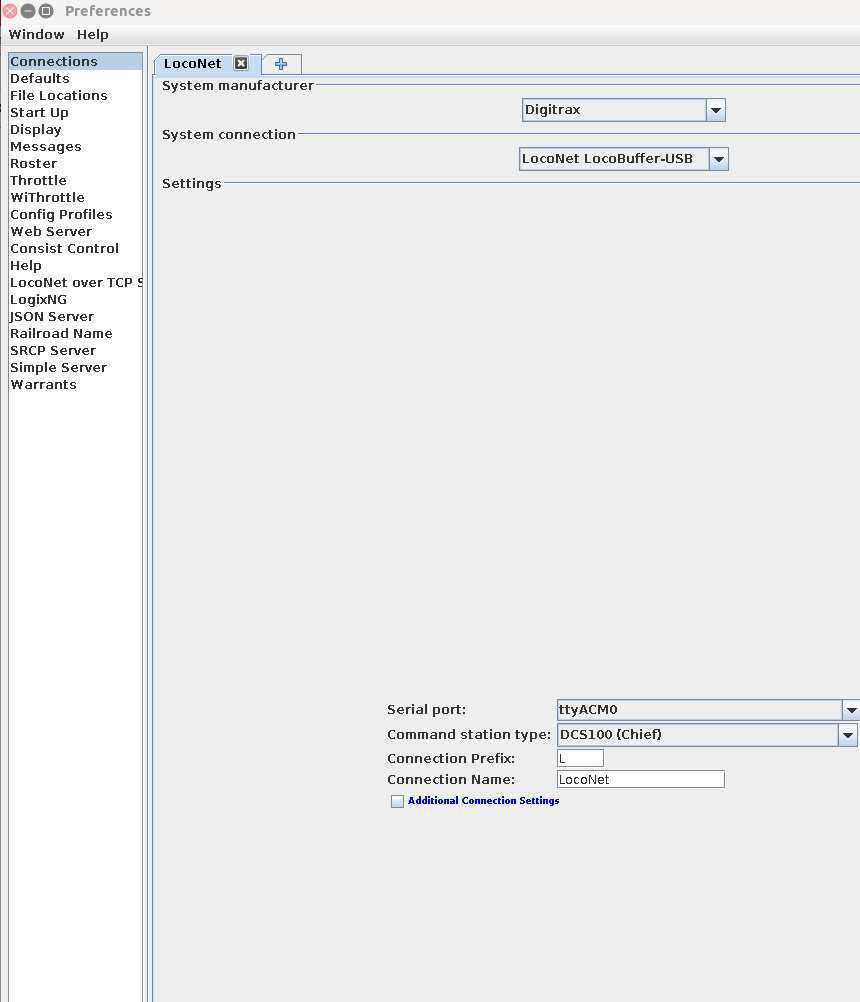 Preferences
Window Help
Connections
Defaults
File Locations
Start Up
Display
Messages
Roster
Throttle
WiThrottle
Config Profiles
Web Server
Consist Control
Help
LocoNet over TCP S
LogixNG
JSON Server
Railroad Name
SRCP Server
Simple Server
Warrants
LocoNet
System manufacturer
Digitrax
System connection
LocoNet LocoBuffer-USB
Settings
Serial port: ttyACM0
Command station type: DCS100 (Chief)
Connection Prefix: L
Connection Name: LocoNet
Additional Connection Settings